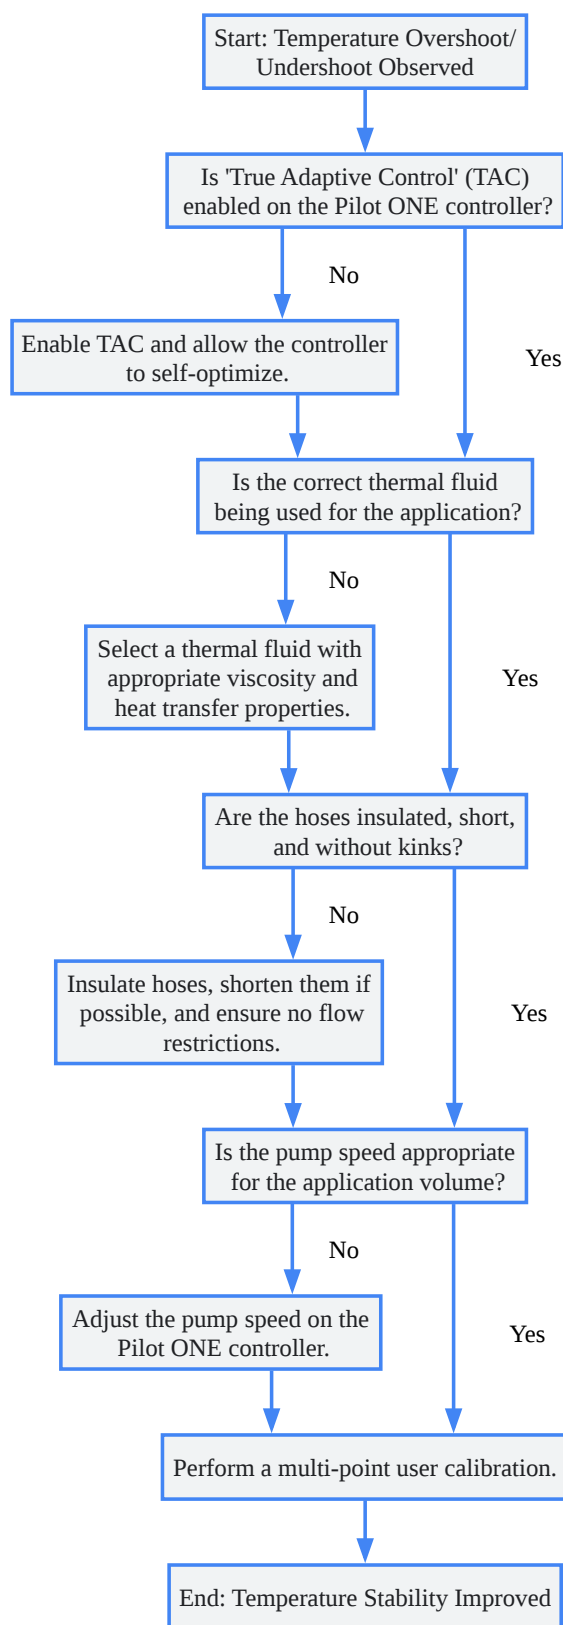 Start: Temperature Overshoot/
Undershoot Observed
Is 'True Adaptive Control' (TAC)
enabled on the Pilot ONE controller?
No
Enable TAC and allow the controller
to self-optimize.
Yes
Is the correct thermal fluid
being used for the application?
No
Select a thermal fluid with
appropriate viscosity and
heat transfer properties.
Yes
Are the hoses insulated, short,
and without kinks?
No
Insulate hoses, shorten them if
possible, and ensure no flow
restrictions.
Yes
Is the pump speed appropriate
for the application volume?
No
Adjust the pump speed on the
Pilot ONE controller.
Yes
Perform a multi-point user calibration.
End: Temperature Stability Improved